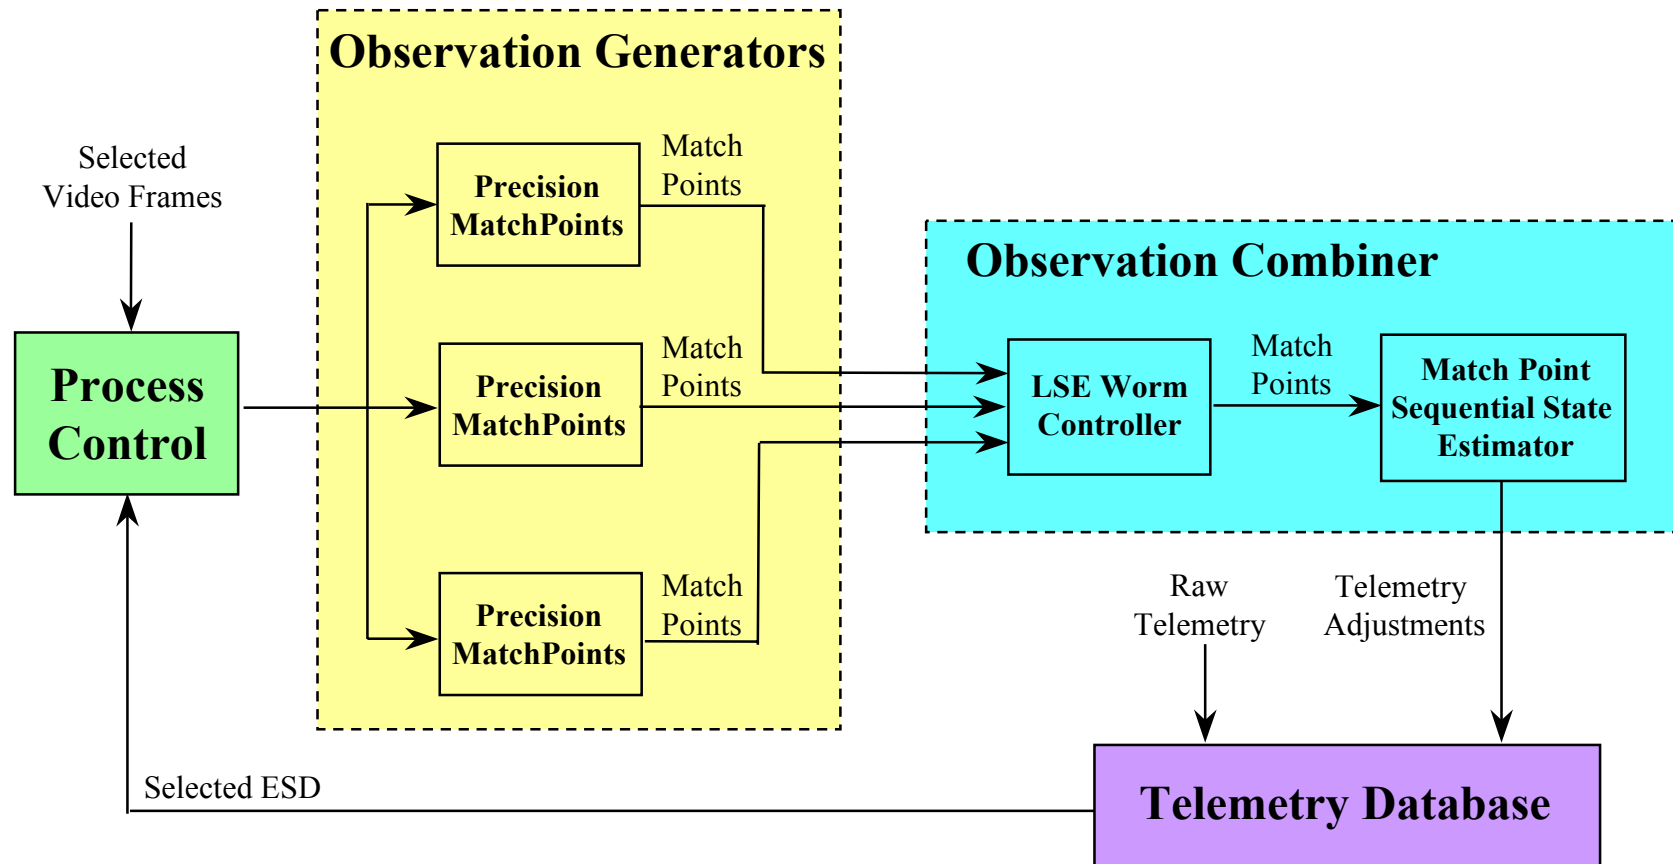 Observation Generators
Selected
Video Frames
Process
Control
Precision
MatchPoints
Match
Points
Precision
MatchPoints
Match
Points
Precision
MatchPoints
Match
Points
Observation Combiner
LSE Worm
Controller
Match
Points
Match Point
Sequential State
Estimator
Raw
Telemetry
Telemetry
Adjustments
Selected ESD
Telemetry Database